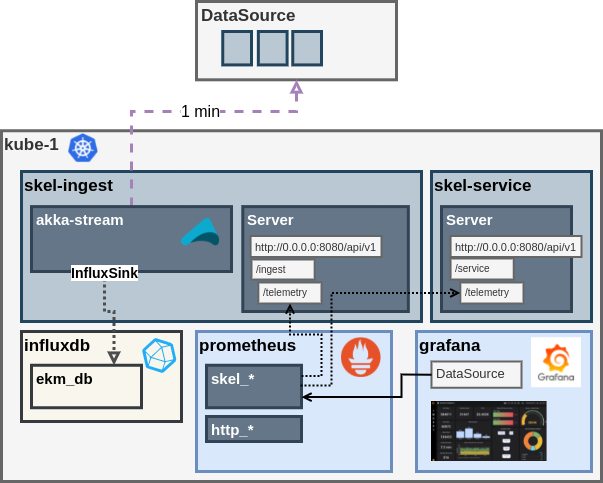 DataSource
1 min
kube-1
skel-ingest
akka-stream
InfluxSink
Server
http://0.0.0.0:8080/api/v1
/ingest
/telemetry
skel-service
Server
http://0.0.0.0:8080/api/v1
/service
/telemetry
influxdb
ekm_db
prometheus
skel_*
http_*
grafana
DataSource
Grafana